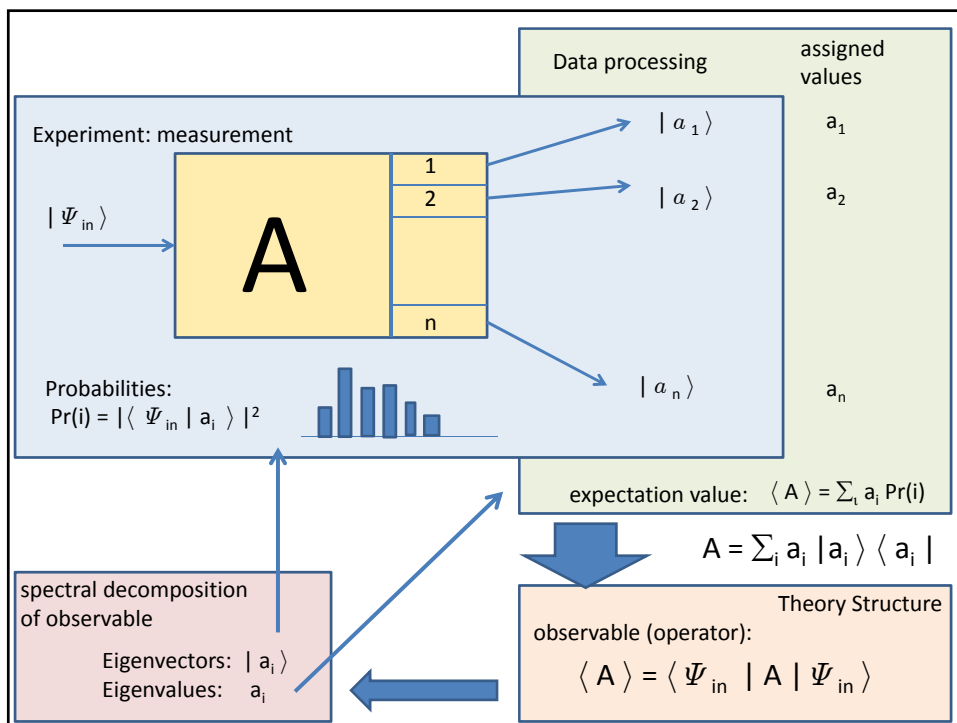 Data processing
assigned
values
Experiment: measurement
| a 1 ⟩
a1
1
2
| a 2 ⟩
a2
| Ψ in ⟩
A
n
| a n ⟩
an
Probabilities:
Pr(i) = |⟨ Ψ in | ai ⟩ |²
expectation value: ⟨ A ⟩ = ∑ι ai Pr(i)
A = ∑i ai |ai ⟩ ⟨ ai |
spectral decomposition
of observable
Eigenvectors: | ai ⟩
Eigenvalues: ai
Theory Structure
observable (operator):
⟨ A ⟩ = ⟨ Ψ in | A | Ψ in ⟩